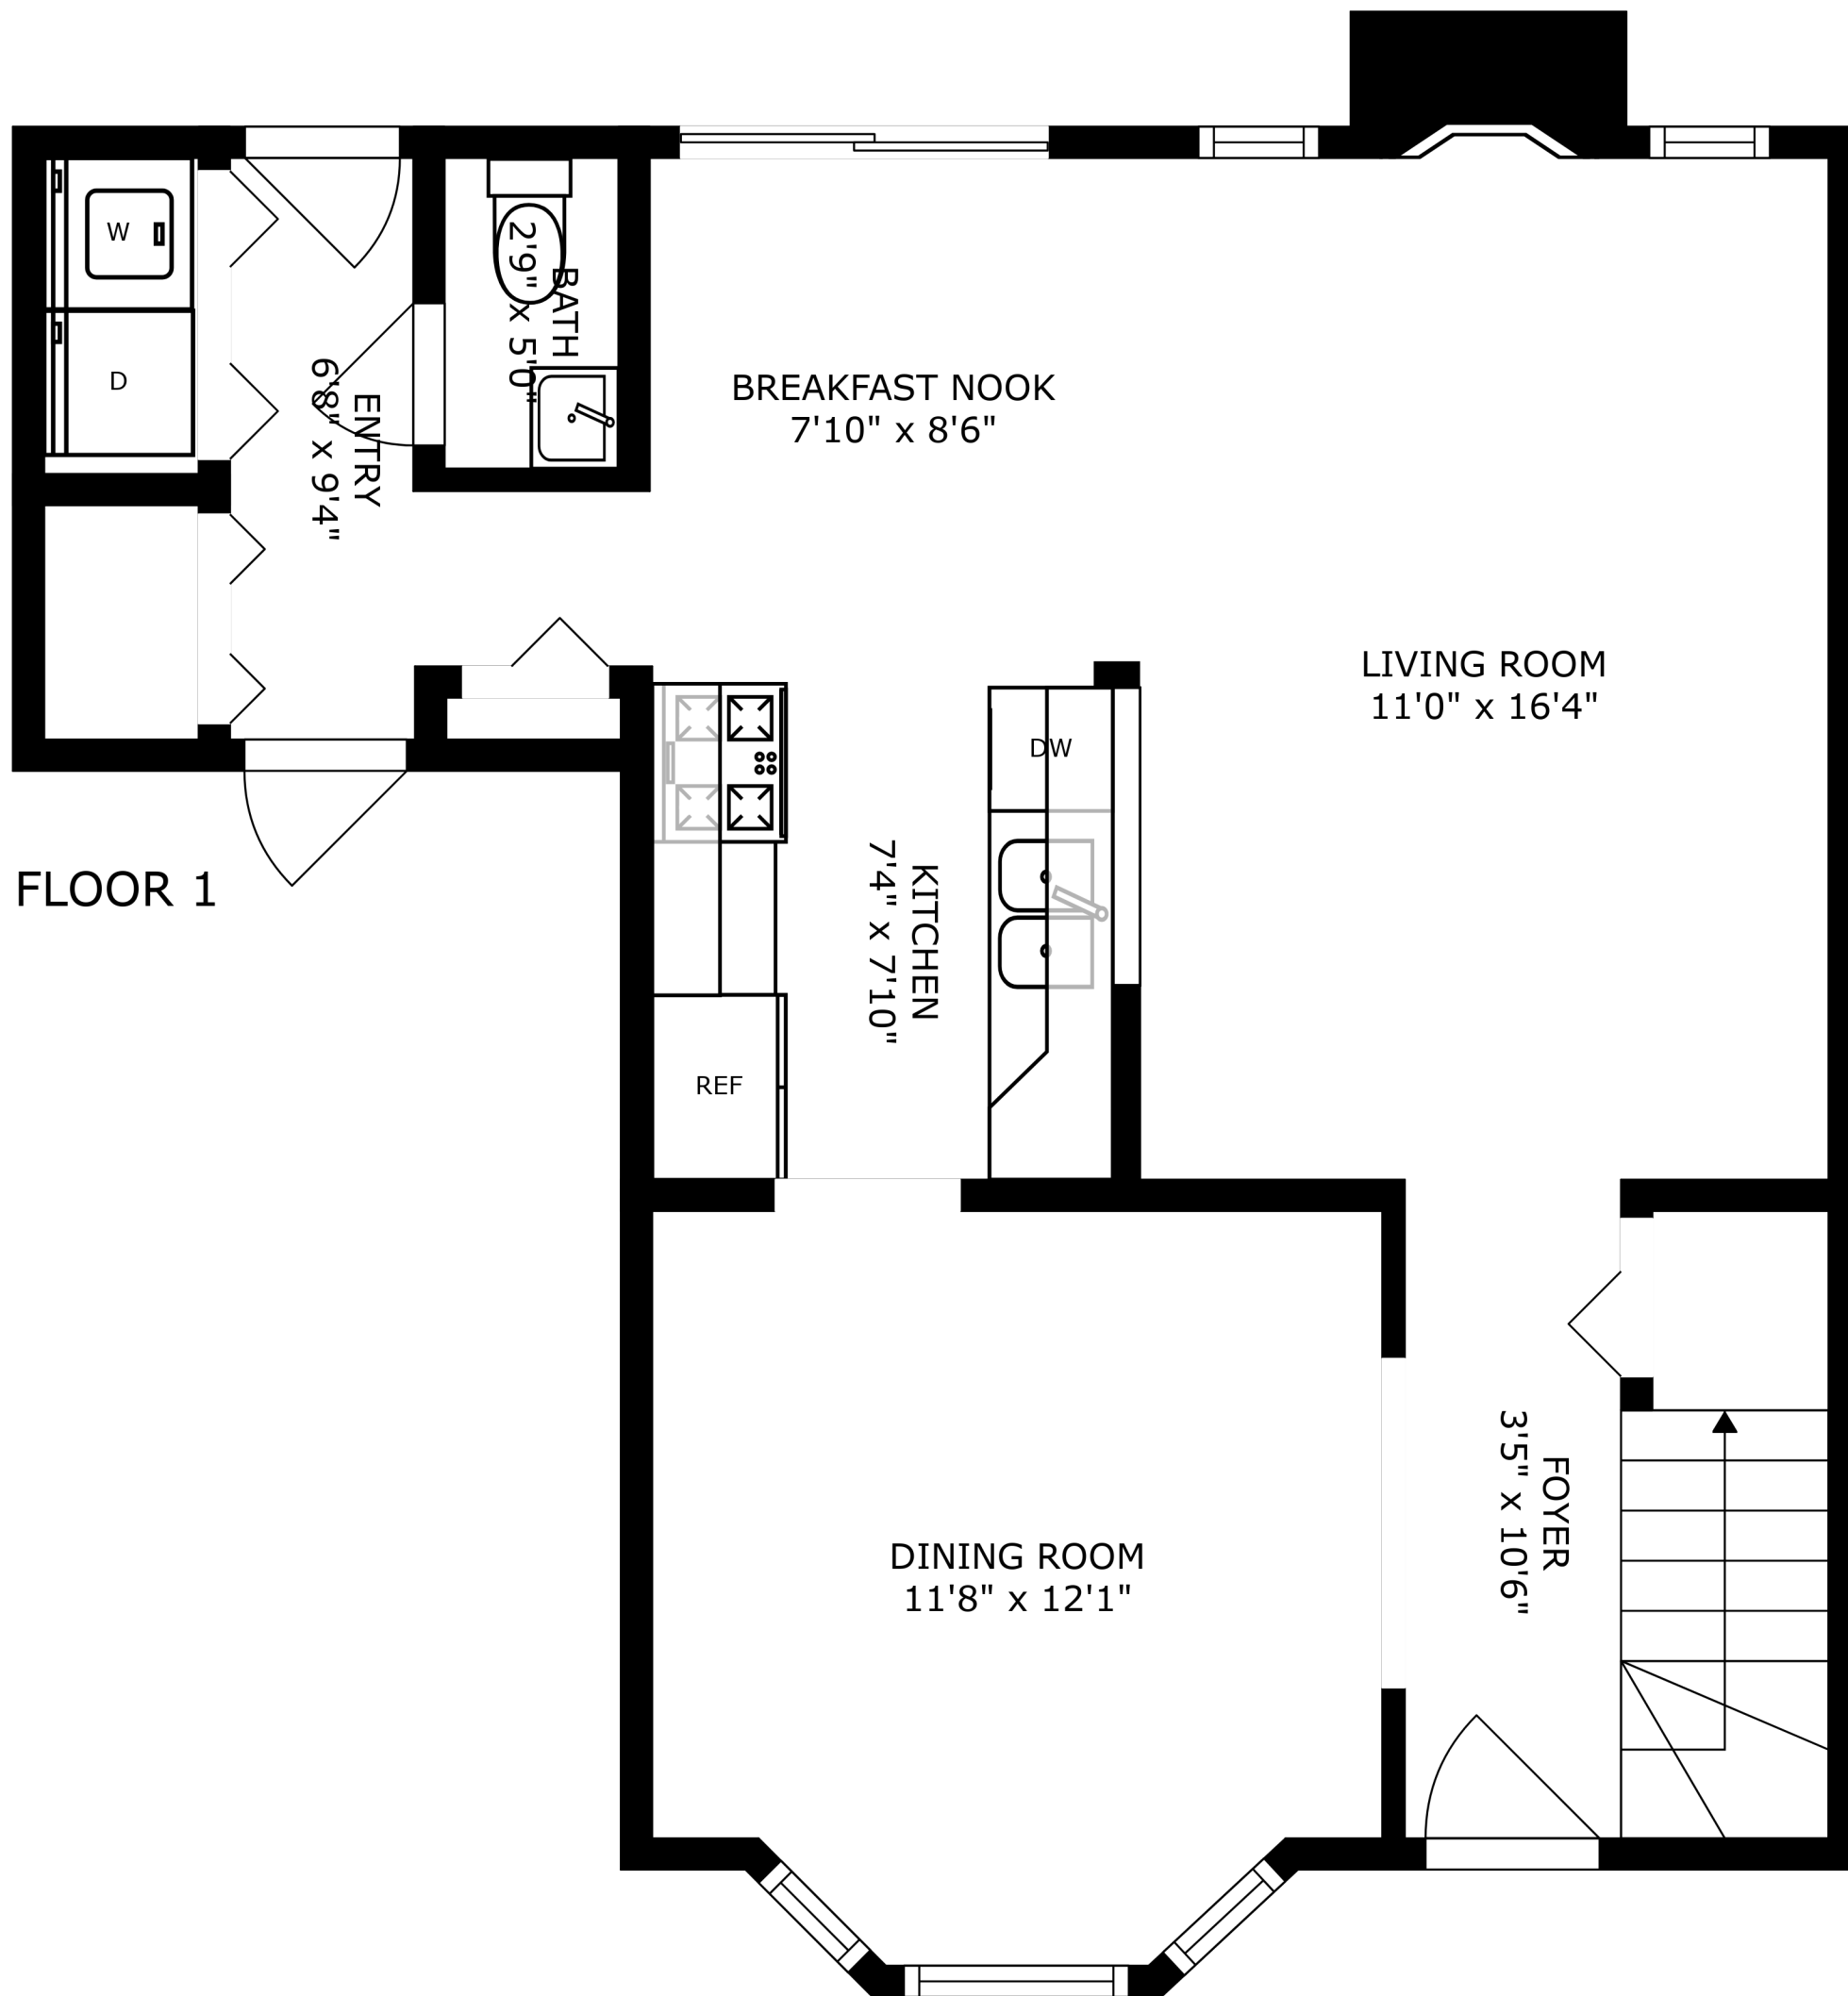 W
D
BATH
2'9" x 5'0"
ENTRY
6'8" x 9'4"
BREAKFAST NOOK
7'10" x 8'6"
LIVING ROOM
11'0" x 16'4"
DW
FLOOR 1
KITCHEN
7'4" x 7'10"
REF
DINING ROOM
11'8" x 12'1"
FOYER
3'5" x 10'6"